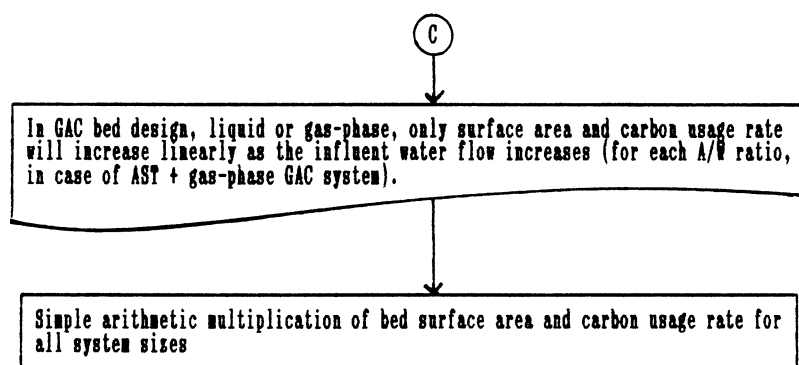 C
In GAC bed design, liquid or gas-phase, only surface area and carbon usage rate
will increase linearly as the influent water flow increases (for each A/W ratio,
in case of AST + gas-phase GAC system).
Simple arithmetic multiplication of bed surface area and carbon usage rate for
all system sizes